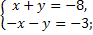 x + y = −8,
−x − y = −3;